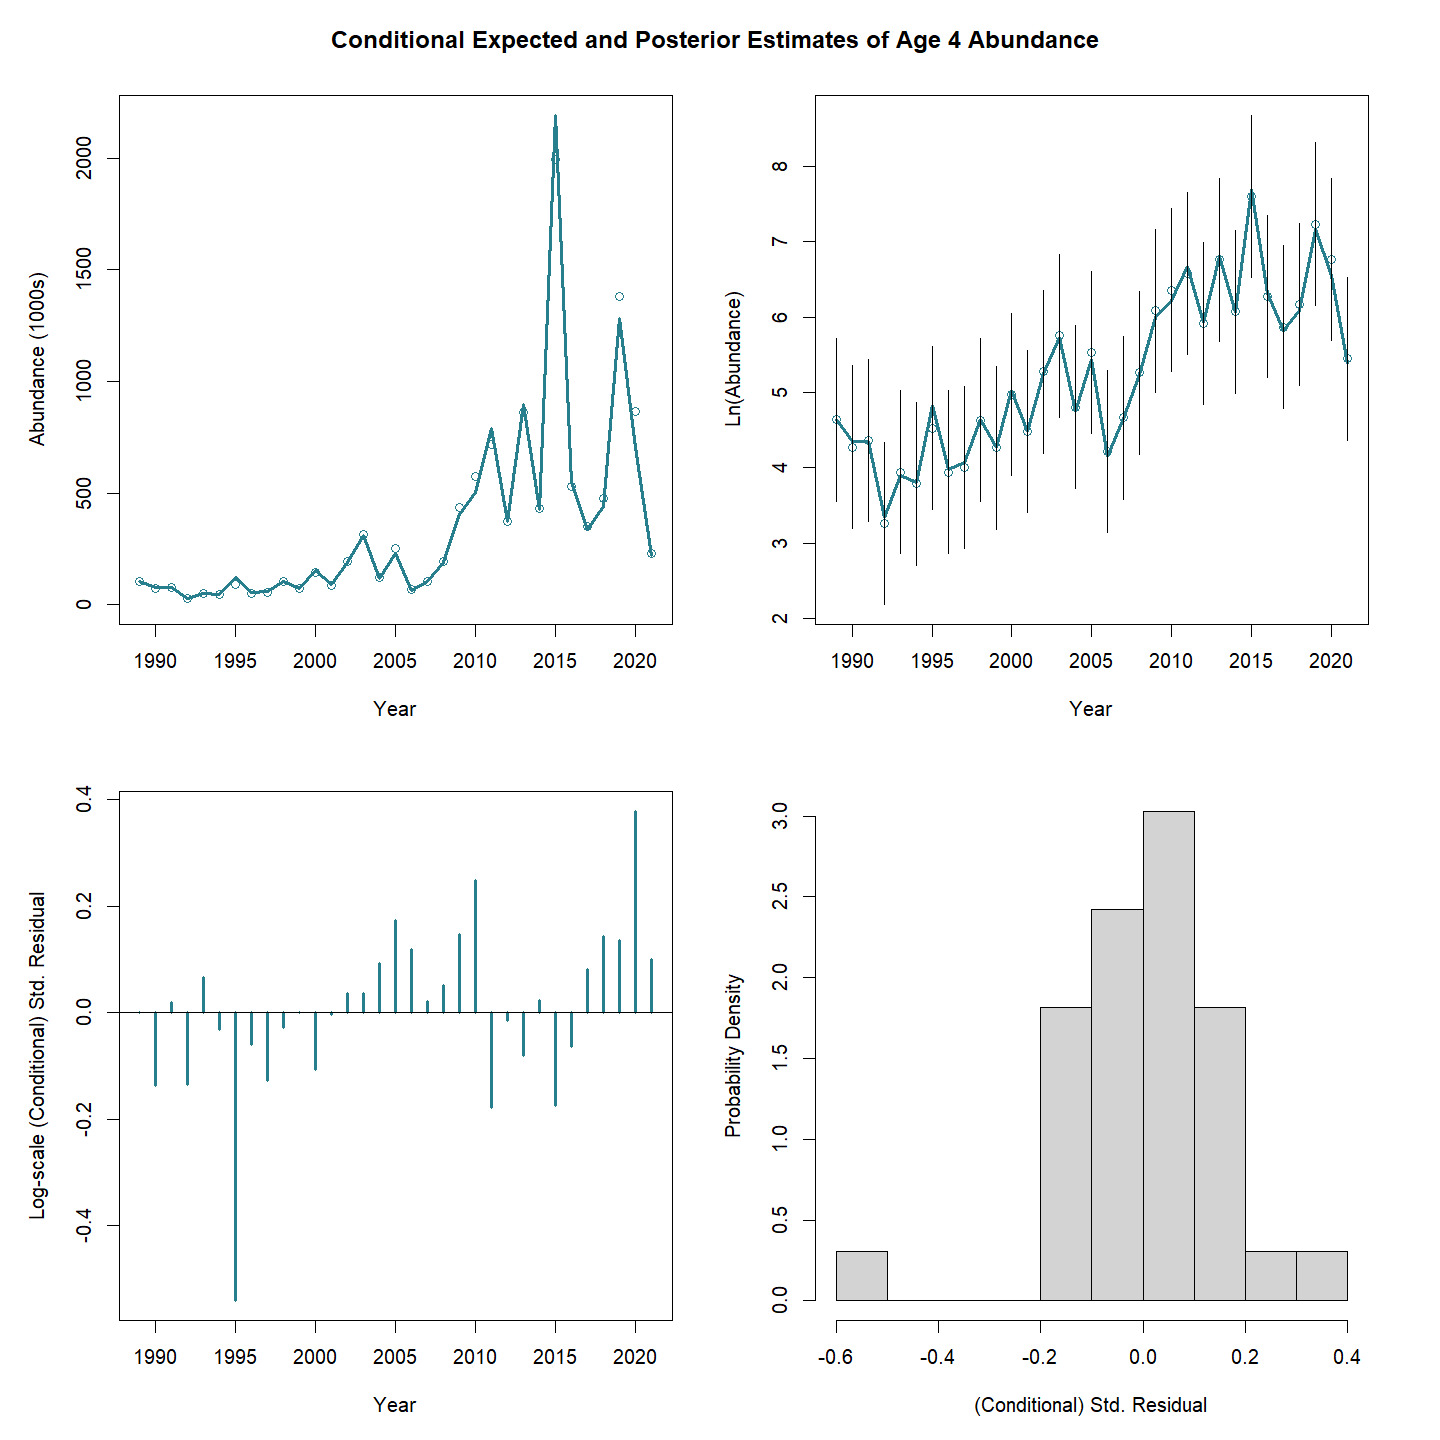 Conditional Expected and Posterior Estimates of Age 4 Abundance
Abundance (1000s)
2000
1500
1000
500
0
1990 1995 2000 2005 2010 2015 2020
Year
Ln(Abundance)
8
7
6
5
4
3
2
1990 1995 2000 2005 2010 2015 2020
Year
Log-scale (Conditional) Std. Residual
0.4
0.2
0.0
-0.2
-0.4
1990 1995 2000 2005 2010 2015 2020
Year
Probability Density
3.0
2.5
2.0
1.5
1.0
0.5
0.0
-0.6 -0.4 -0.2 0.0 0.2 0.4
(Conditional) Std. Residual